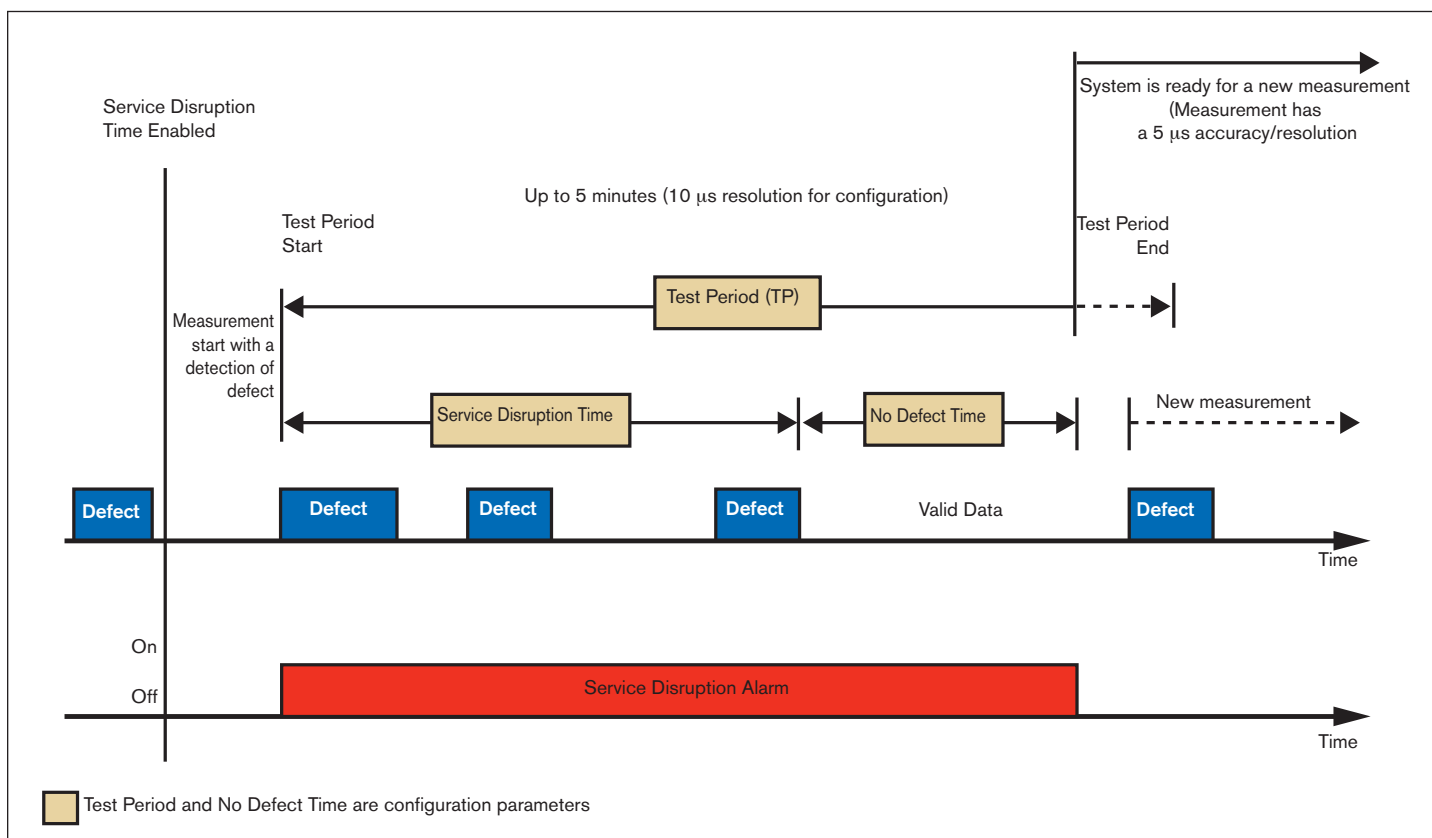 Service Disruption
Time Enabled
System is ready for a new measurement
(Measurement has
a 5 µs accuracy/resolution
Up to 5 minutes (10 µs resolution for configuration)
Test Period
Start
Test Period
End
Test Period (TP)
Measurement
start with a
detection of
defect
Service Disruption Time
No Defect Time
New measurement
Defect
Defect
Defect
Defect
Valid Data
Defect
Time
On
Off
Service Disruption Alarm
Time
Test Period and No Defect Time are configuration parameters